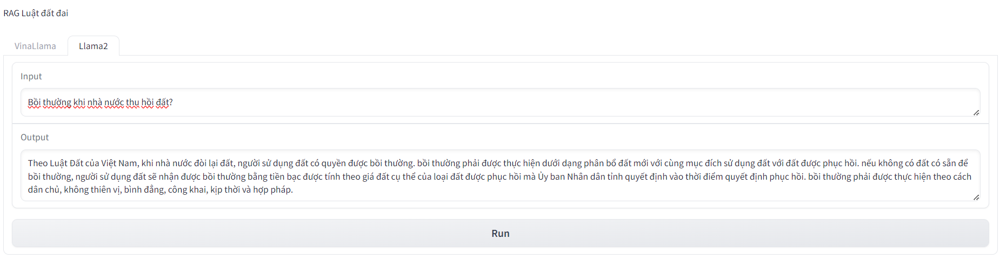 RAG Luật đất đai
VinaLlama
Llama2
Input
Bồi thường khi nhà nước thu hồi đất?
Output
Theo Luật Đất của Việt Nam, khi nhà nước đòi lại đất, người sử dụng đất có quyền được bồi thường. bồi thường phải được thực hiện dưới dạng phân bổ đất mới với cùng mục đích sử dụng đất với đất được phục hồi. nếu không có đất có sẵn để
bồi thường, người sử dụng đất sẽ nhận được bồi thường bằng tiền bạc được tính theo giá đất cụ thể của loại đất được phục hồi mà Ủy ban Nhân dân tỉnh quyết định vào thời điểm quyết định phục hồi. bồi thường phải được thực hiện theo cách
dân chủ, không thiên vị, bình đẳng, công khai, kịp thời và hợp pháp.
Run